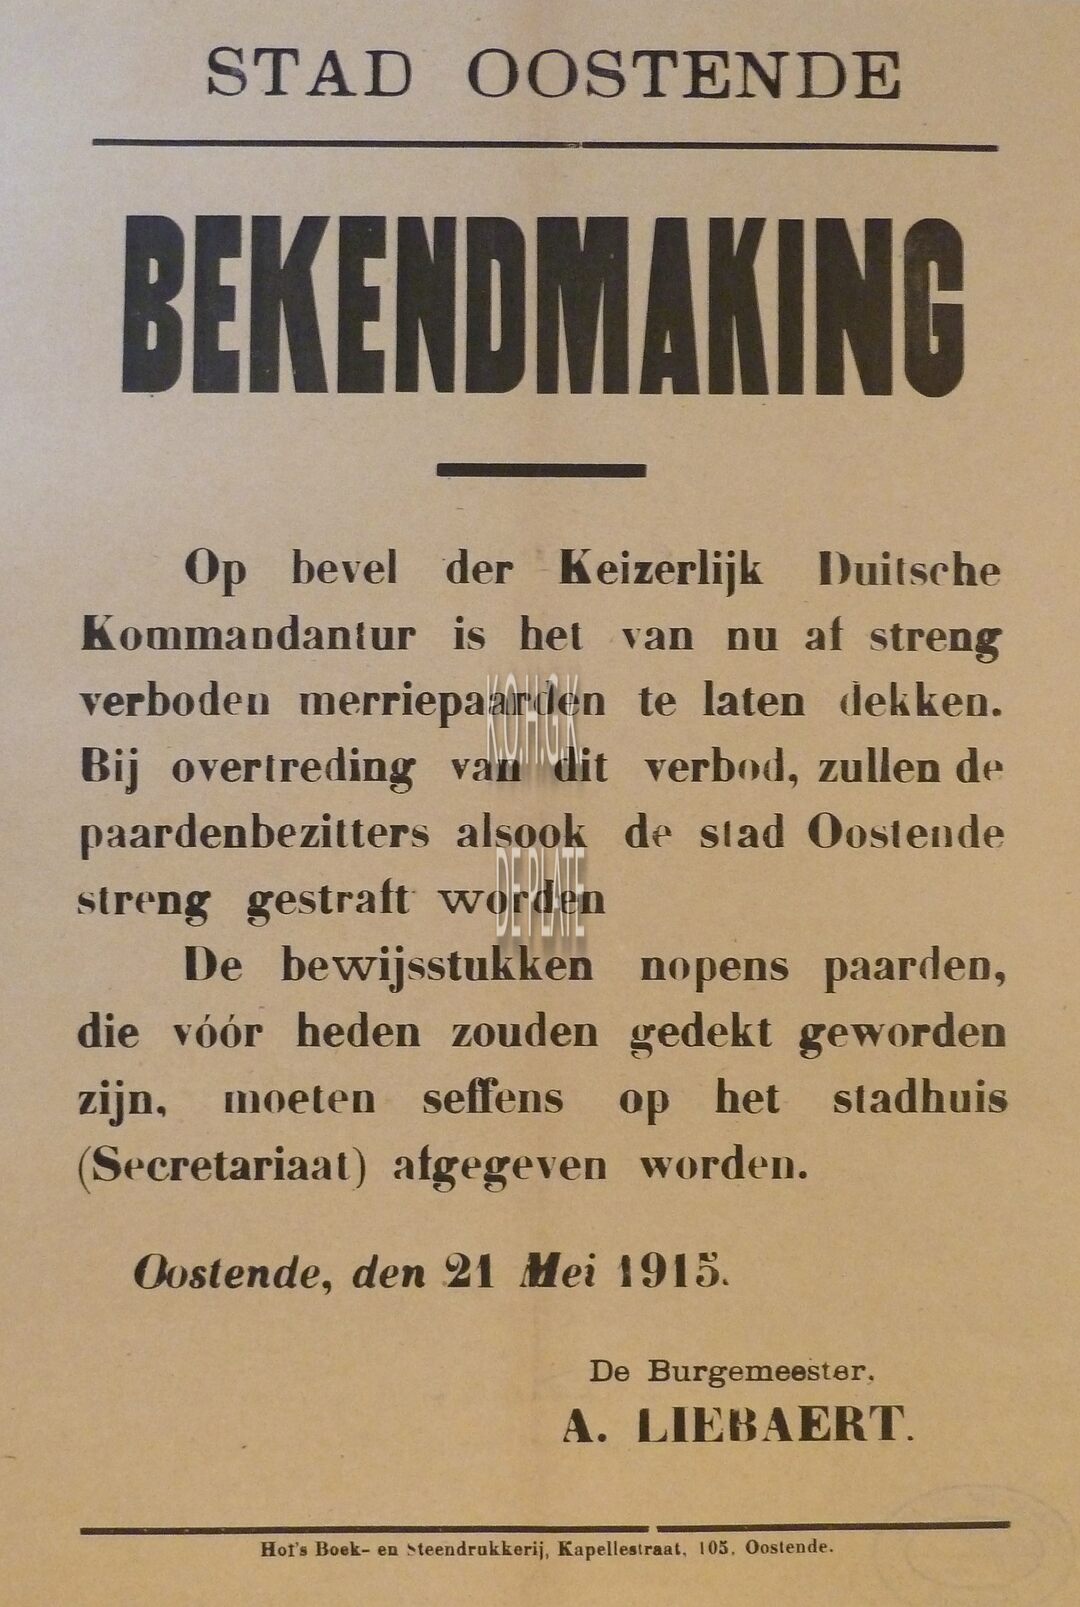 STAD OOSTENDE
BEKENDMAKING
Op bevel der Keizerlijk Duitsche
Kommandantur is het van nu af streng
verboden merriepaarden te laten dekken.
Bij overtreding van dit verbod, zullen de
paardenbezitters alsook de stad Oostende
streng gestraft worden
De bewijsstukken nopens paarden,
die vóór heden zouden gedekt geworden
zijn, moeten seffens op het stadhuis
(Secretariaat) afgegeven worden.
Oostende, den 21 Mei 1915.
De Burgemeester,
A. LIEBAERT.
Hof's Boek- en Steendrukkerij, Kapellestraat, 105, Oostende.
K.O.H.G.K.
DE PLATE